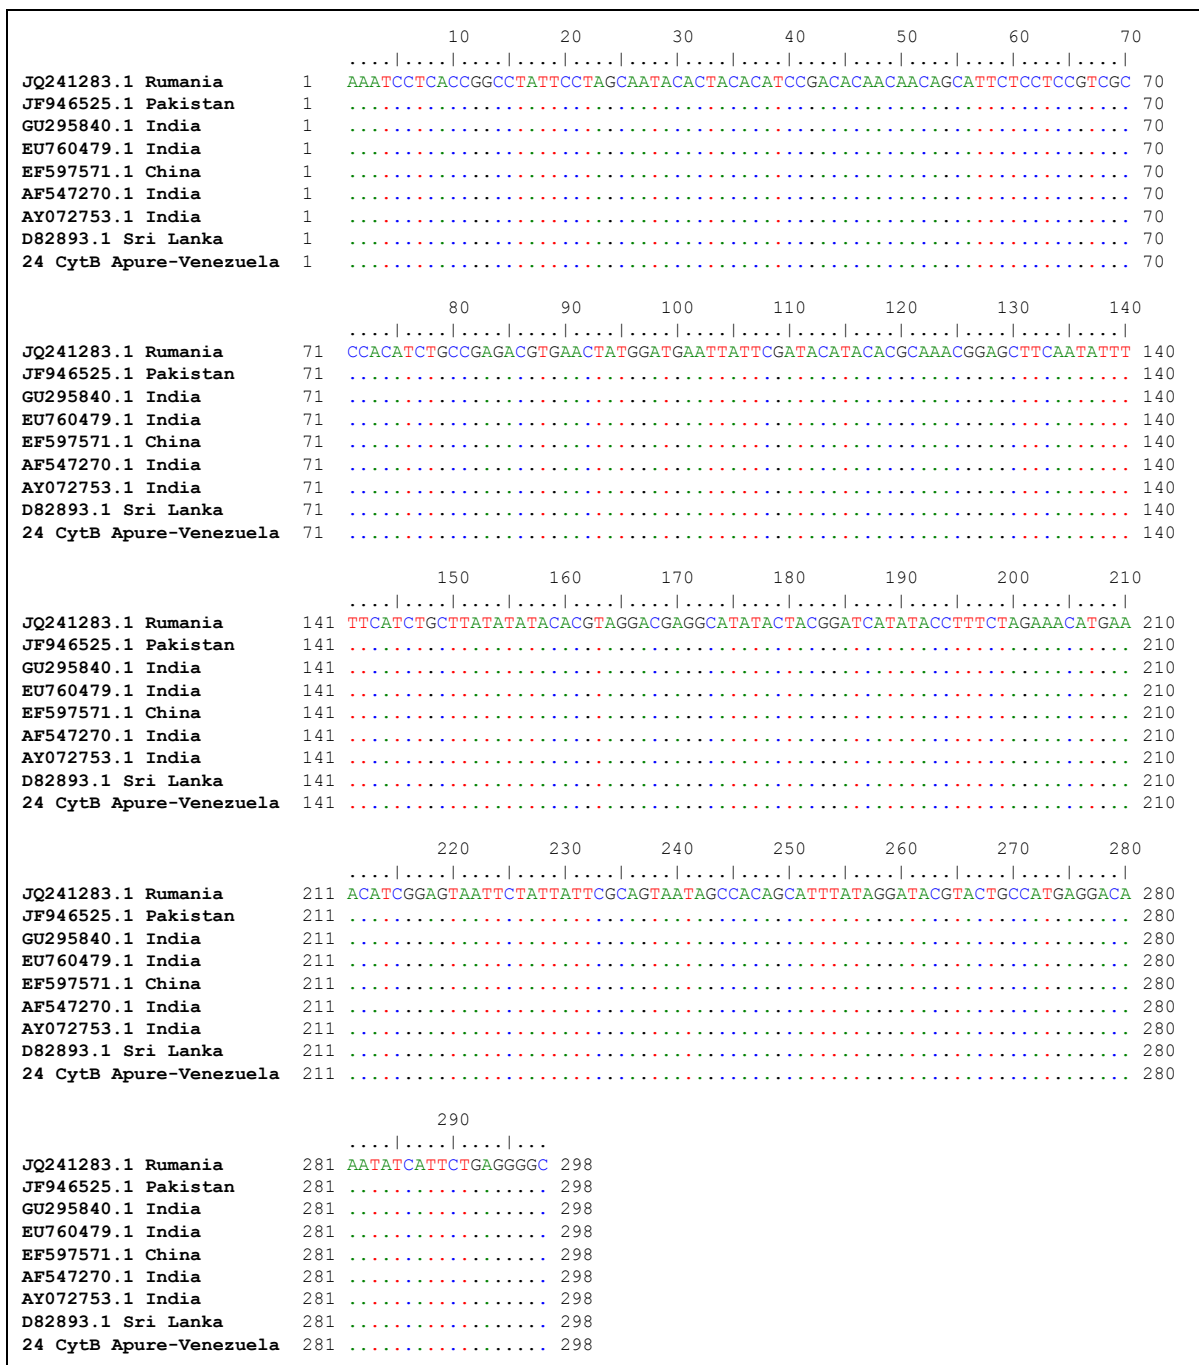 10 20 30 40 50 60 70
....|....|....|....|....|....|....|....|....|....|....|....|....|....|
JQ241283.1 Rumania 1 AAATCCTCACCGGCCTATTCCTAGCAATACACTACACATCCGACACAACAACAGCATTCTCCTCCGTCGC 70
JF946525.1 Pakistan 1 ...................................................................... 70
GU295840.1 India 1 ...................................................................... 70
EU760479.1 India 1 ...................................................................... 70
EF597571.1 China 1 ...................................................................... 70
AF547270.1 India 1 ...................................................................... 70
AY072753.1 India 1 ...................................................................... 70
D82893.1 Sri Lanka 1 ...................................................................... 70
24 CytB Apure-Venezuela 1 ...................................................................... 70
80 90 100 110 120 130 140
....|....|....|....|....|....|....|....|....|....|....|....|....|....|
JQ241283.1 Rumania 71 CCACATCTGCCGAGACGTGAACTATGGATGAATTATTCGATACATACACGCAAACGGAGCTTCAATATTT 140
JF946525.1 Pakistan 71 ...................................................................... 140
GU295840.1 India 71 ...................................................................... 140
EU760479.1 India 71 ...................................................................... 140
EF597571.1 China 71 ...................................................................... 140
AF547270.1 India 71 ...................................................................... 140
AY072753.1 India 71 ...................................................................... 140
D82893.1 Sri Lanka 71 ...................................................................... 140
24 CytB Apure-Venezuela 71 ...................................................................... 140
150 160 170 180 190 200 210
....|....|....|....|....|....|....|....|....|....|....|....|....|....|
JQ241283.1 Rumania 141 TTCATCTGCTTATATATACACGTAGGACGAGGCATATACTACGGATCATATACCTTTCTAGAAACATGAA 210
JF946525.1 Pakistan 141 ...................................................................... 210
GU295840.1 India 141 ...................................................................... 210
EU760479.1 India 141 ...................................................................... 210
EF597571.1 China 141 ...................................................................... 210
AF547270.1 India 141 ...................................................................... 210
AY072753.1 India 141 ...................................................................... 210
D82893.1 Sri Lanka 141 ...................................................................... 210
24 CytB Apure-Venezuela 141 ...................................................................... 210
220 230 240 250 260 270 280
....|....|....|....|....|....|....|....|....|....|....|....|....|....|
JQ241283.1 Rumania 211 ACATCGGAGTAATTCTATTATTCGCAGTAATAGCCACAGCATTTATAGGATACGTACTGCCATGAGGACA 280
JF946525.1 Pakistan 211 ...................................................................... 280
GU295840.1 India 211 ...................................................................... 280
EU760479.1 India 211 ...................................................................... 280
EF597571.1 China 211 ...................................................................... 280
AF547270.1 India 211 ...................................................................... 280
AY072753.1 India 211 ...................................................................... 280
D82893.1 Sri Lanka 211 ...................................................................... 280
24 CytB Apure-Venezuela 211 ...................................................................... 280
290
....|....|....|...
JQ241283.1 Rumania 281 AATATCATTCTGAGGGGC 298
JF946525.1 Pakistan 281 .................. 298
GU295840.1 India 281 .................. 298
EU760479.1 India 281 .................. 298
EF597571.1 China 281 .................. 298
AF547270.1 India 281 .................. 298
AY072753.1 India 281 .................. 298
D82893.1 Sri Lanka 281 .................. 298
24 CytB Apure-Venezuela 281 .................. 298